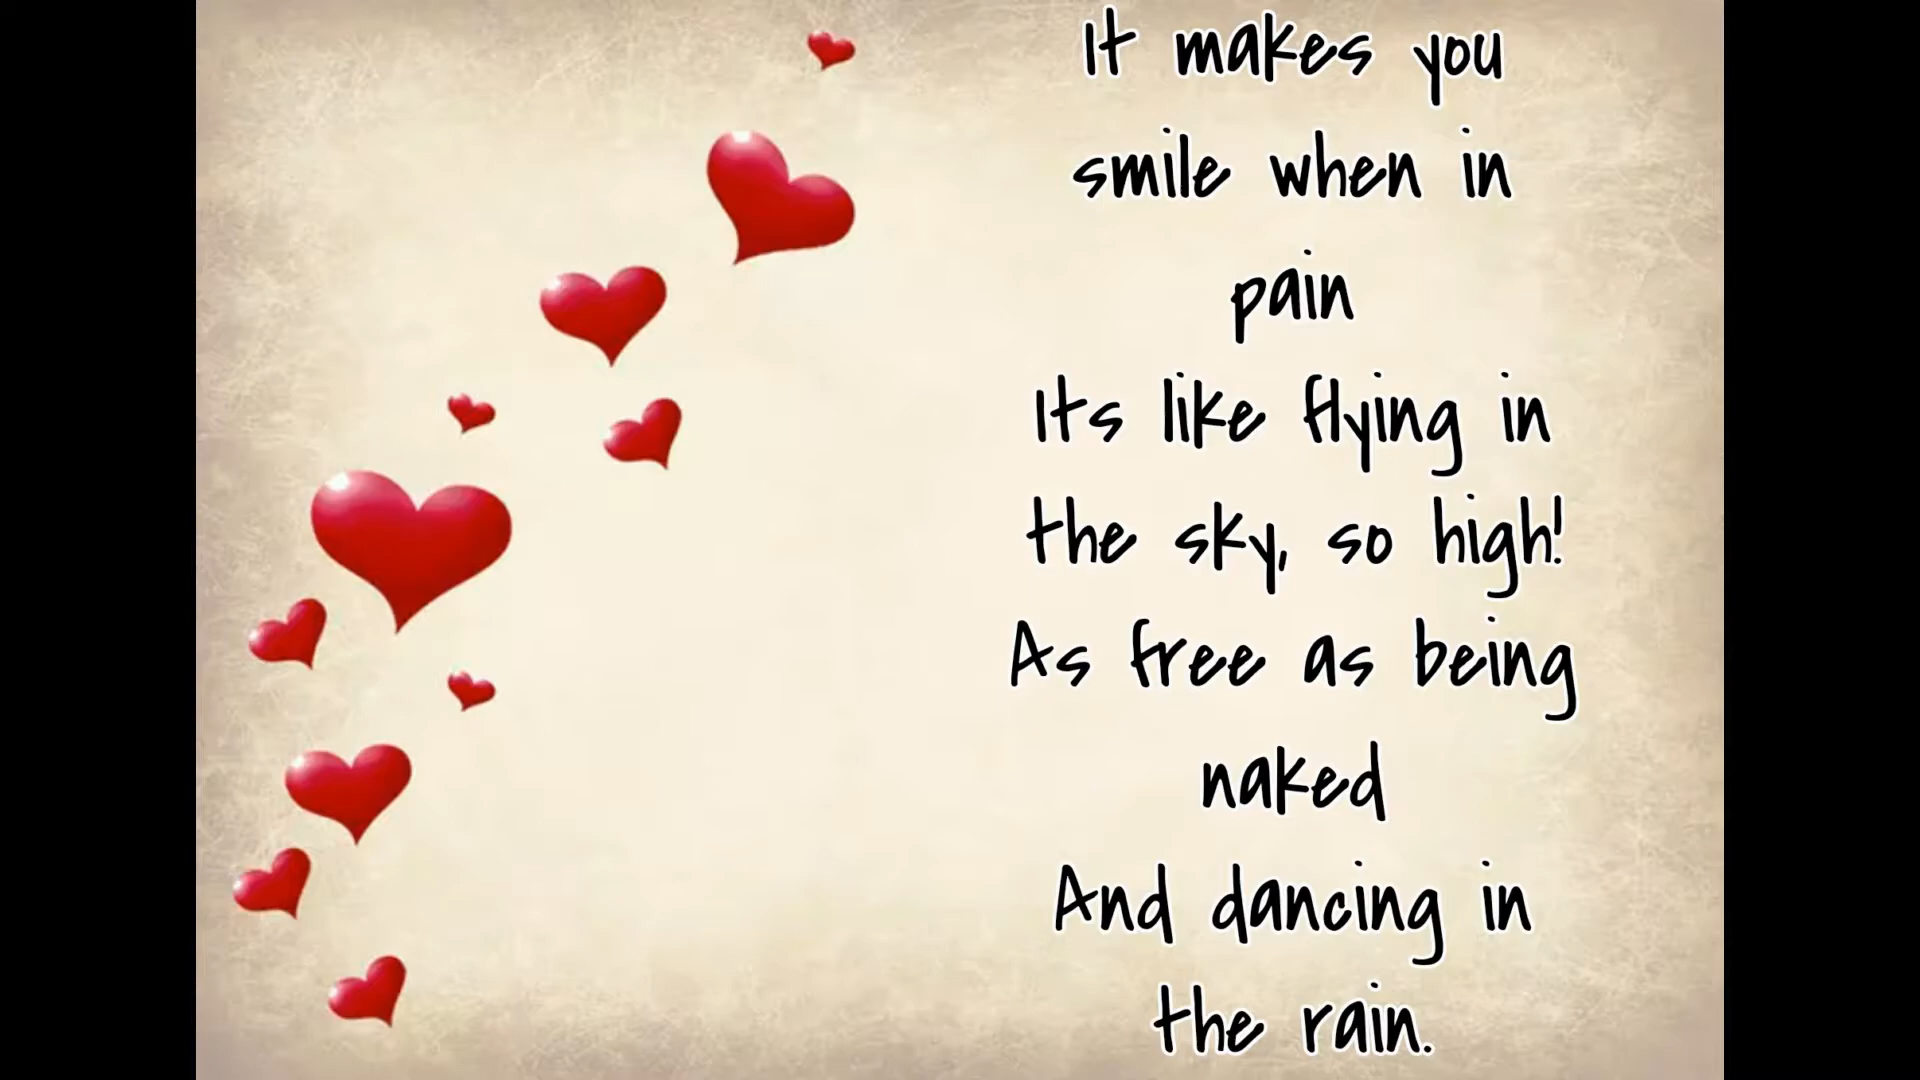 It makes you
smile when in
pain
Its like flying in
the sky, so high!
As free as being
naked
And dancing in
the rain.